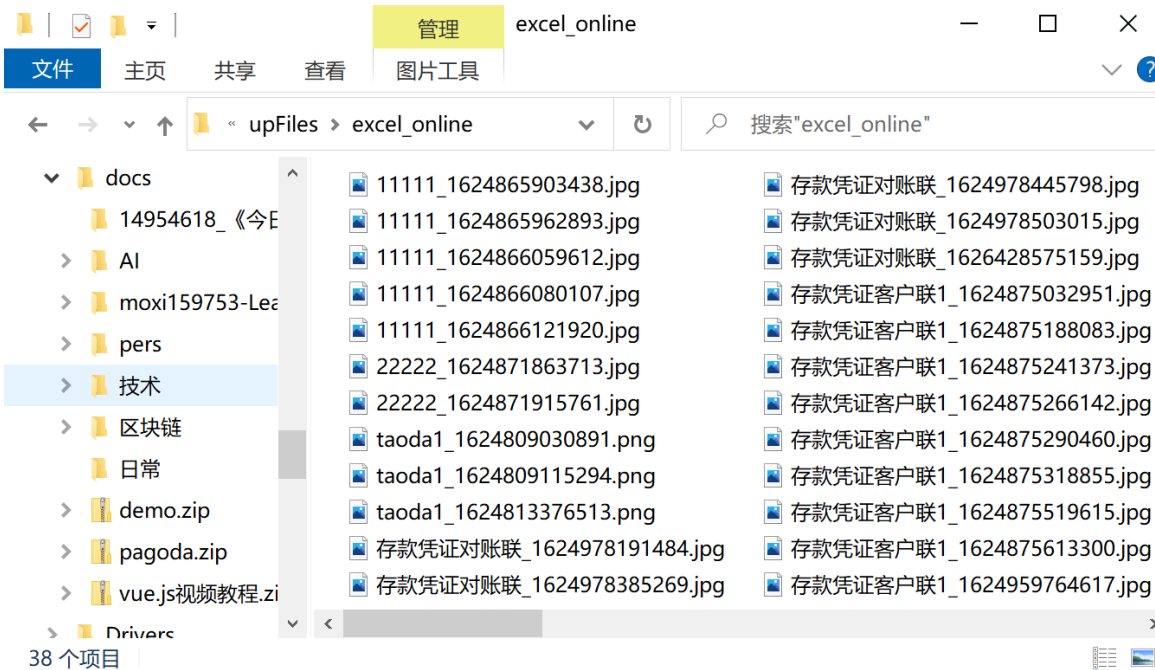 管理
excel_online
文件
主页
共享
查看
图片工具
« upFiles > excel_online
搜索"excel_online"
docs
14954618_《今日
AI
moxi159753-Lea
pers
技术
区块链
日常
demo.zip
pagoda.zip
vue.js视频教程.zi
Drivers
11111_1624865903438.jpg
11111_1624865962893.jpg
11111_1624866059612.jpg
11111_1624866080107.jpg
11111_1624866121920.jpg
22222_1624871863713.jpg
22222_1624871915761.jpg
taoda1_1624809030891.png
taoda1_1624809115294.png
taoda1_1624813376513.png
存款凭证对账联_1624978191484.jpg
存款凭证对账联_1624978385269.jpg
存款凭证对账联_1624978445798.jpg
存款凭证对账联_1624978503015.jpg
存款凭证对账联_1626428575159.jpg
存款凭证客户联1_1624875032951.jpg
存款凭证客户联1_1624875188083.jpg
存款凭证客户联1_1624875241373.jpg
存款凭证客户联1_1624875266142.jpg
存款凭证客户联1_1624875290460.jpg
存款凭证客户联1_1624875318855.jpg
存款凭证客户联1_1624875519615.jpg
存款凭证客户联1_1624875613300.jpg
存款凭证客户联1_1624959764617.jpg
38 个项目